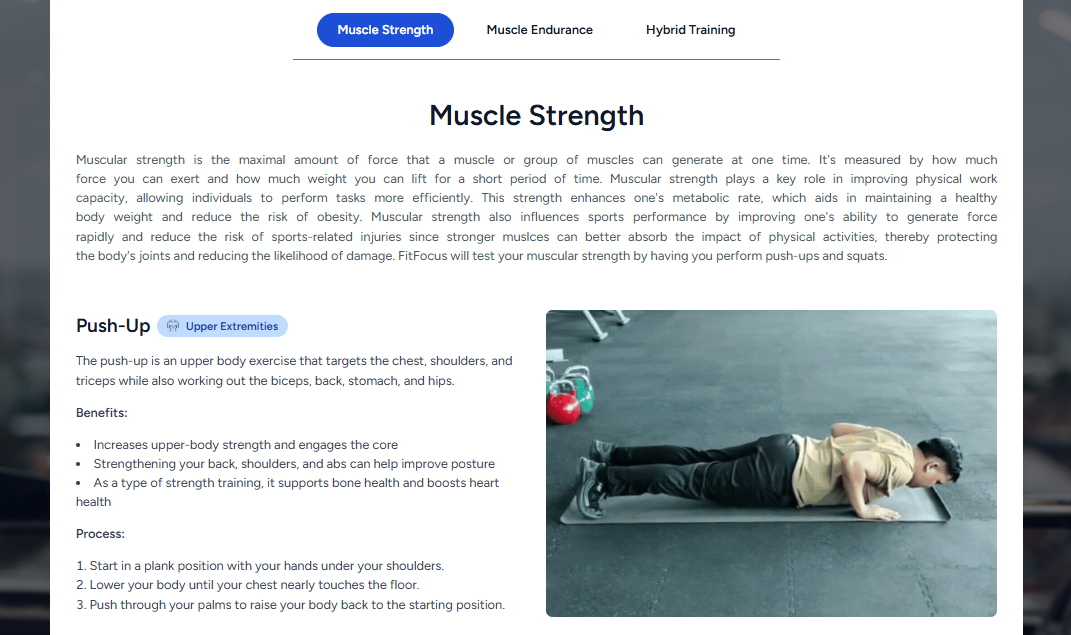 Muscle Strength
Muscle Endurance
Hybrid Training
Muscle Strength
Muscular strength is the maximal amount of force that a muscle or group of muscles can generate at one time. It's measured by how much
force you can exert and how much weight you can lift for a short period of time. Muscular strength plays a key role in improving physical work
capacity, allowing individuals to perform tasks more efficiently. This strength enhances one's metabolic rate, which aids in maintaining a healthy
body weight and reduce the risk of obesity. Muscular strength also influences sports performance by improving one's ability to generate force
rapidly and reduce the risk of sports-related injuries since stronger muslces can better absorb the impact of physical activities, thereby protecting
the body's joints and reducing the likelihood of damage. FitFocus will test your muscular strength by having you perform push-ups and squats.
Push-Up
Upper Extremities
The push-up is an upper body exercise that targets the chest, shoulders, and
triceps while also working out the biceps, back, stomach, and hips.
Benefits:
• Increases upper-body strength and engages the core
• Strengthening your back, shoulders, and abs can help improve posture
• As a type of strength training, it supports bone health and boosts heart
health
Process:
1. Start in a plank position with your hands under your shoulders.
2. Lower your body until your chest nearly touches the floor.
3. Push through your palms to raise your body back to the starting position.